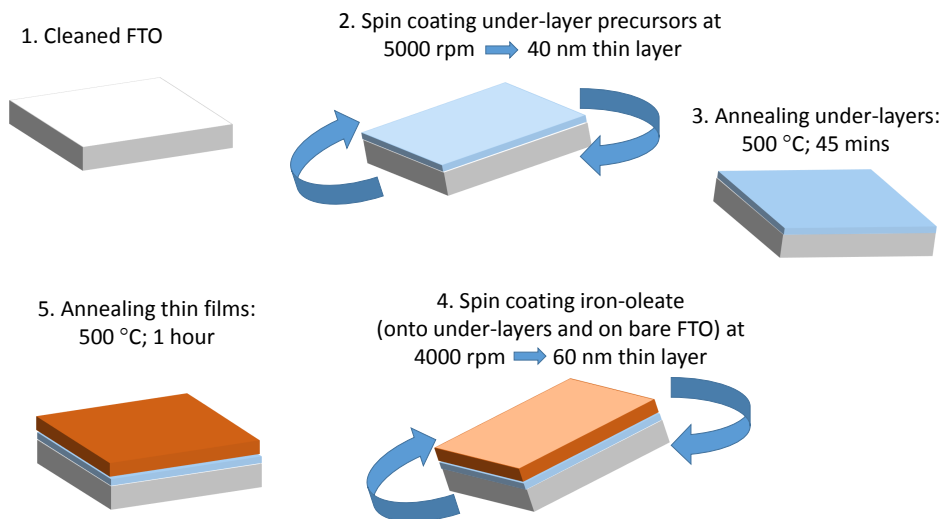 1. Cleaned FTO
2. Spin coating under-layer precursors at
5000 rpm 40 nm thin layer
3. Annealing under-layers:
500 °C; 45 mins
4. Spin coating iron-oleate
(onto under-layers and on bare FTO) at
4000 rpm 60 nm thin layer
5. Annealing thin films:
500 °C; 1 hour